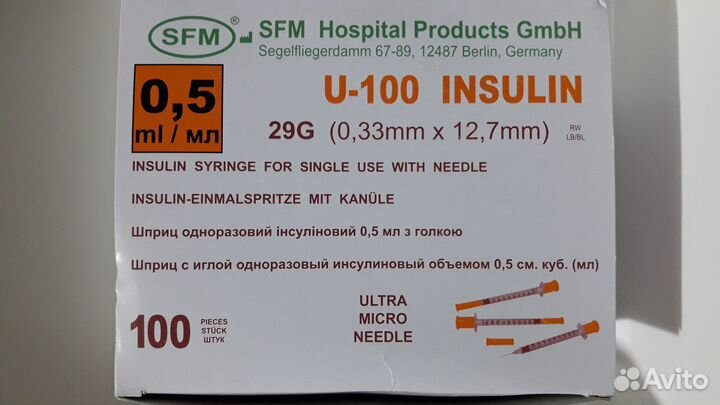 SFM® SFM Hospital Products GmbH
Segelfliegerdamm 67-89, 12487 Berlin, Germany
0,5
ml / мл
U-100 INSULIN
29G (0,33mm x 12,7mm)
RW
LB/BL
INSULIN SYRINGE FOR SINGLE USE WITH NEEDLE
INSULIN-EINMALSPRITZE MIT KANÜLE
Шприц одноразовий інсуліновий 0,5 мл з голкою
Шприц с иглой одноразовый инсулиновый объемом 0,5 см. куб. (мл)
100
PIECES
STÜCK
ШТУК
ULTRA
MICRO
NEEDLE
Avito